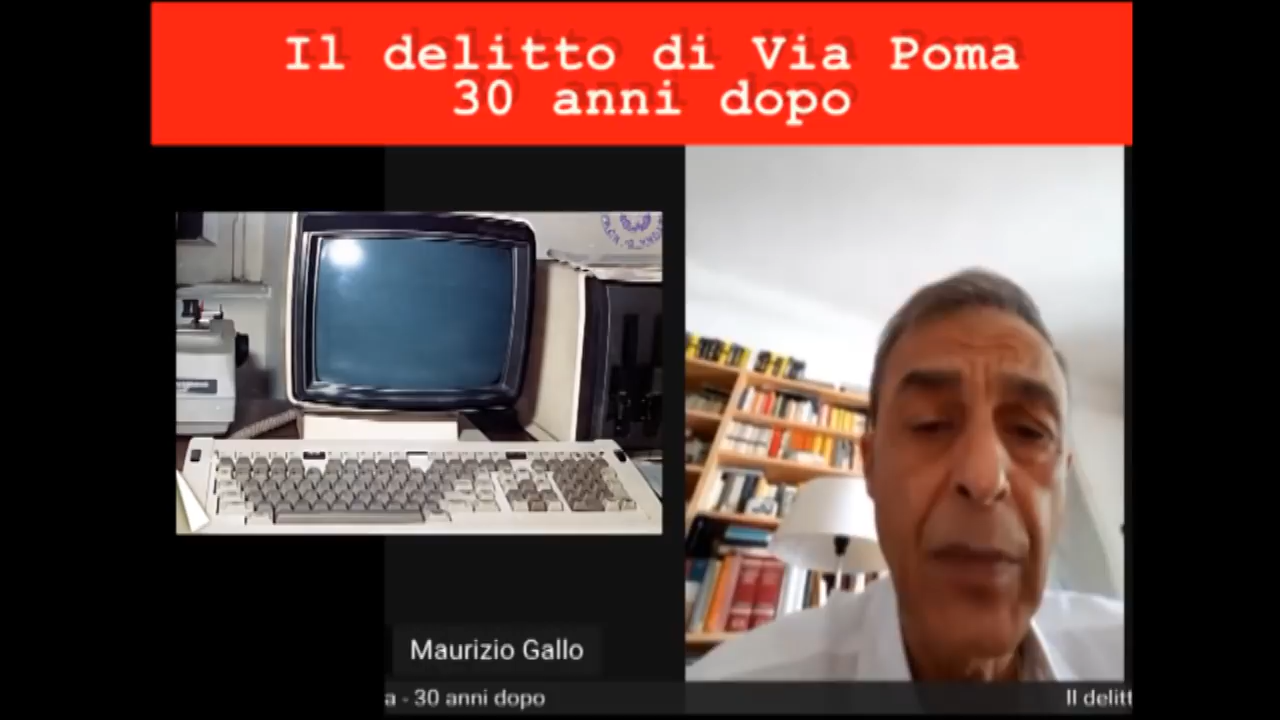 Il delitto di Via Poma
30 anni dopo
Maurizio Gallo
a - 30 anni dopo
Il delitt